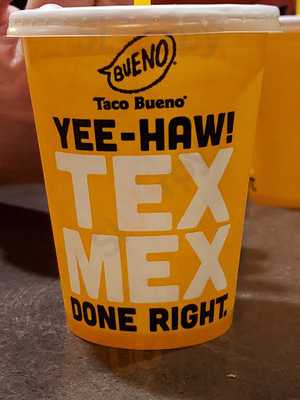 BUENO
Taco Bueno®
YEE-HAW!
TEX
MEX
DONE RIGHT.